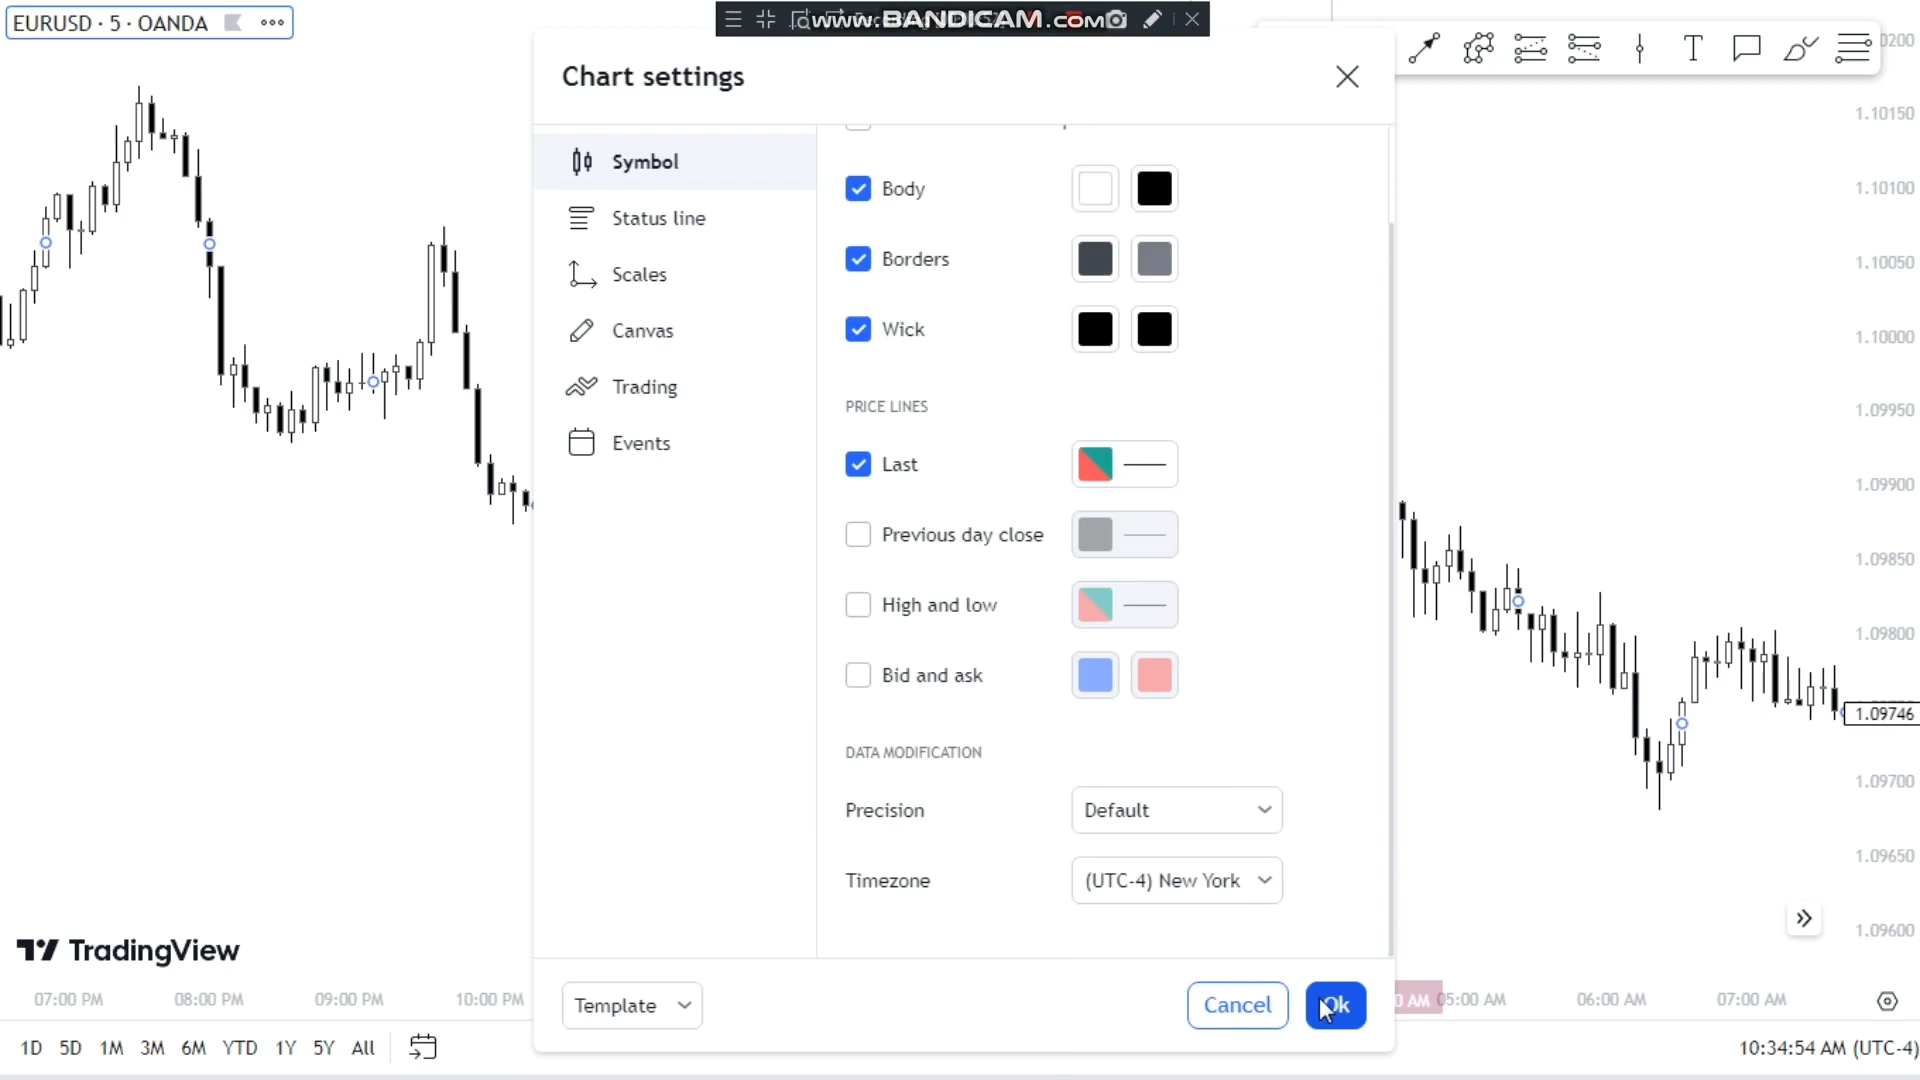 EURUSD · 5 · OANDA
www.BANDICAM.com
Chart settings
Symbol
Status line
Scales
Canvas
Trading
Events
Body
Borders
Wick
PRICE LINES
Last
Previous day close
High and low
Bid and ask
DATA MODIFICATION
Precision
Default
Timezone
(UTC-4) New York
Template
Cancel
Ok
T
0200
1.10150
1.10100
1.10050
1.10000
1.09950
1.09900
1.09850
1.09800
1.09746
1.09700
1.09650
1.09600
TradingView
07:00 PM 08:00 PM 09:00 PM 10:00 PM 0 AM 05:00 AM 06:00 AM 07:00 AM
1D 5D 1M 3M 6M YTD 1Y 5Y All
10:34:54 AM (UTC-4)